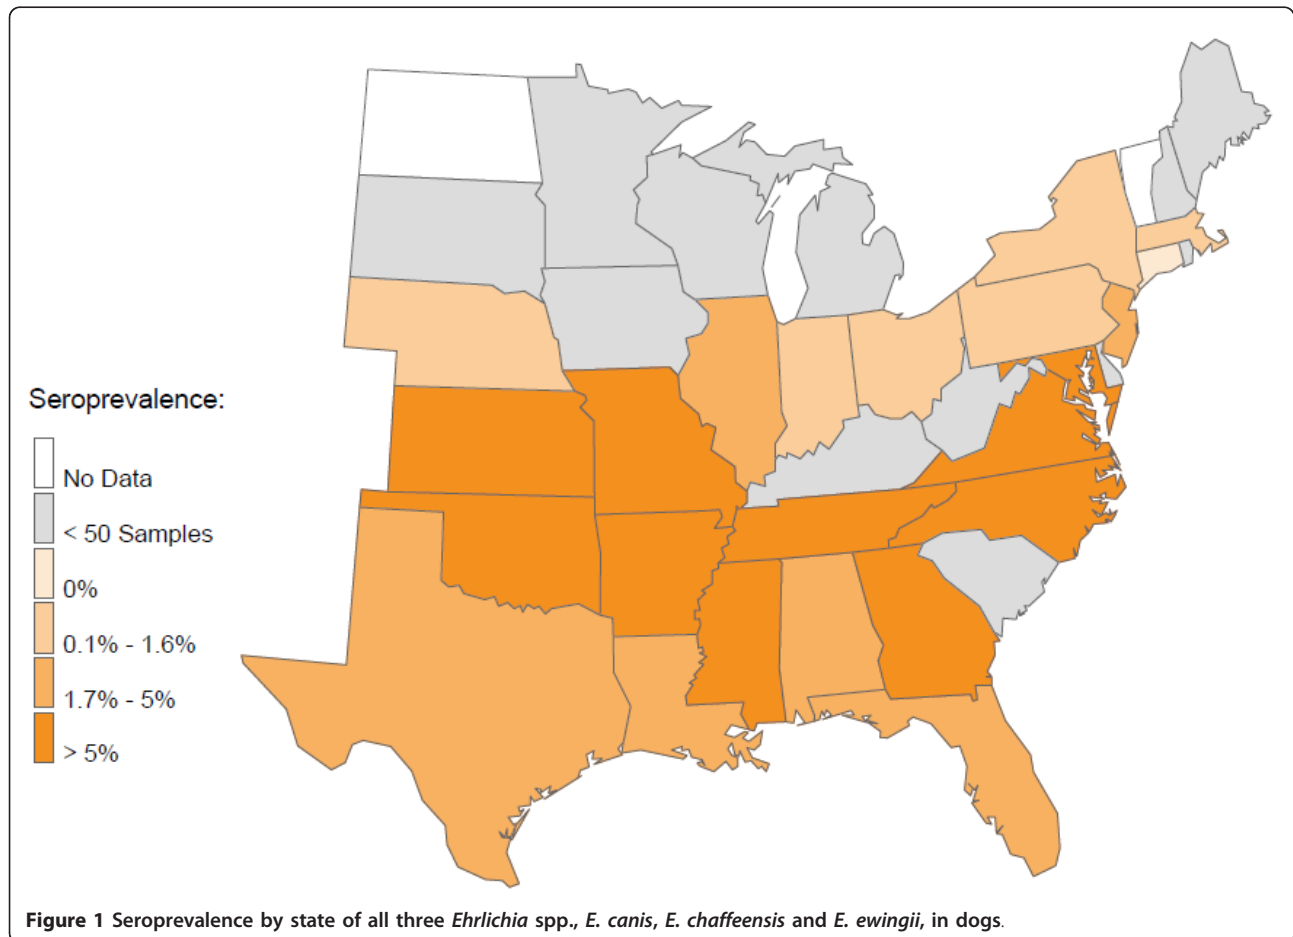 Seroprevalence:
No Data
< 50 Samples
0%
0.1% - 1.6%
1.7% - 5%
> 5%
Figure 1 Seroprevalence by state of all three Ehrlichia spp., E. canis, E. chaffeensis and E. ewingii, in dogs.